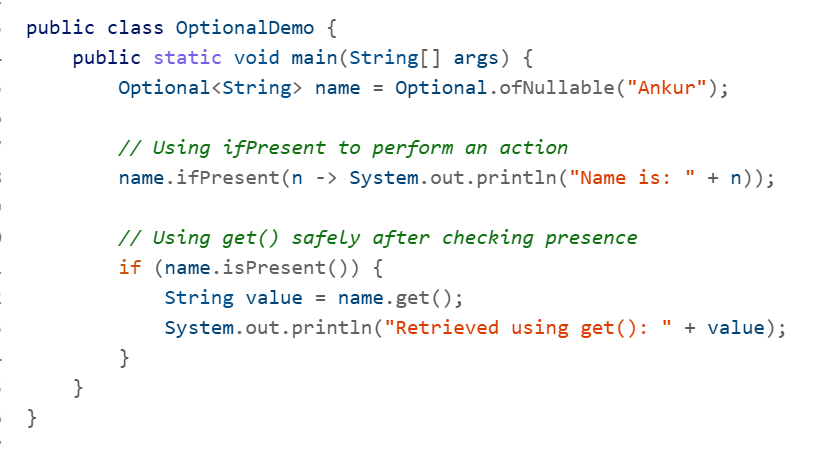 public class OptionalDemo {
    public static void main(String[] args) {
        Optional<String> name = Optional.ofNullable("Ankur");

        // Using ifPresent to perform an action
        name.ifPresent(n -> System.out.println("Name is: " + n));

        // Using get() safely after checking presence
        if (name.isPresent()) {
            String value = name.get();
            System.out.println("Retrieved using get(): " + value);
        }
    }
}